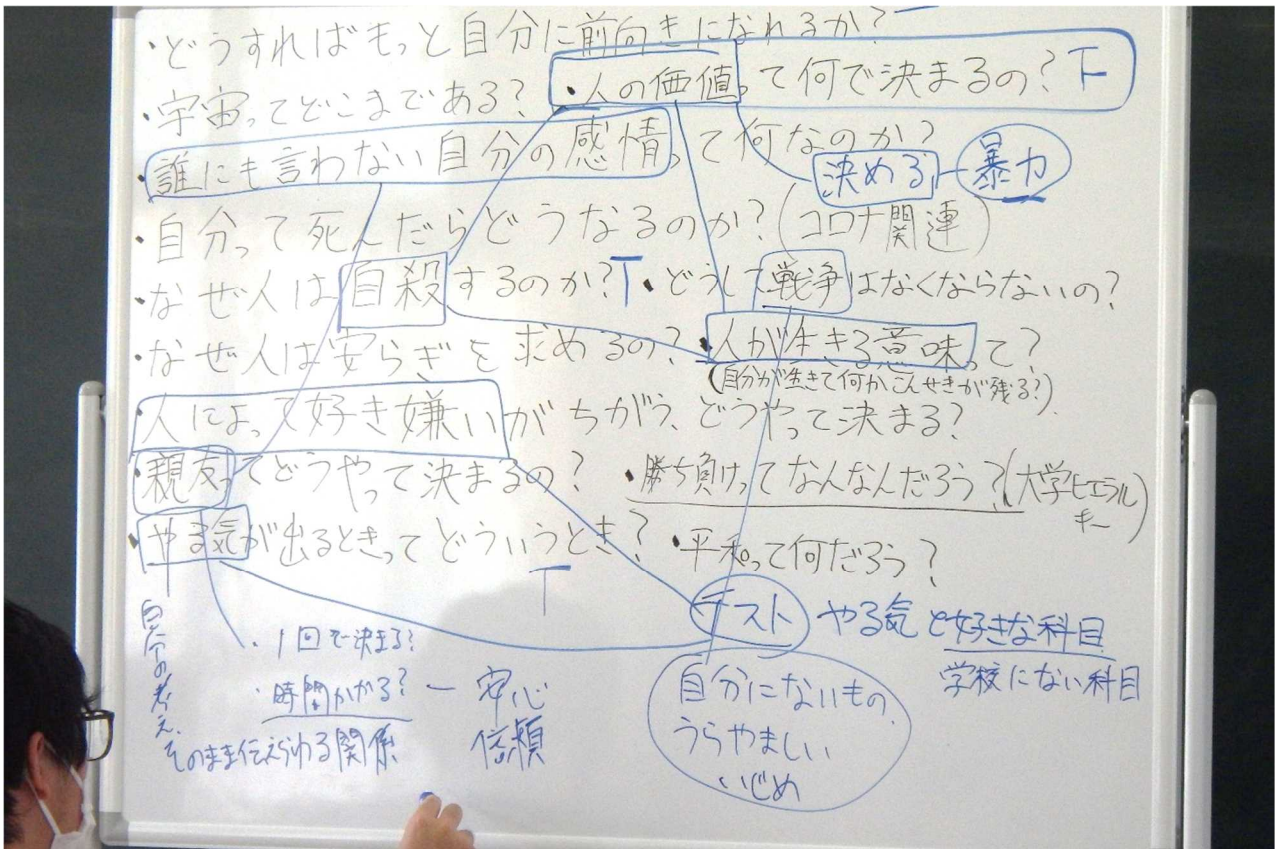 ・どうすればもっと自分に前向きになれるか?
・宇宙ってどこまである? ・人の価値って何で決まるの? T
・誰にも言わない自分の感情って何なのか?
決める 暴力
・自分って死んだらどうなるのか?(コロナ関連)
・なぜ人は自殺するのか? T ・どうして戦争はなくならないの?
・なぜ人は安らぎを求めるの? ・人が生きる意味って?
(自分が生きて何かこんせきが残る?)
人によって好き嫌いがちがう、どうやって決まる?
・親友ってどうやって決まるの? ・勝ち負けってなんなんだろう?(大学ヒエラルキー)
・やる気が出るときってどういうとき? ・平和って何だろう?
T
テスト やる気と好きな科目
学校にない科目
・1回で決まる?
・時間かかる? ー 安心
信頼
自分の考え、そのまま伝えられる関係
自分にないもの、
うらやましい
いじめ